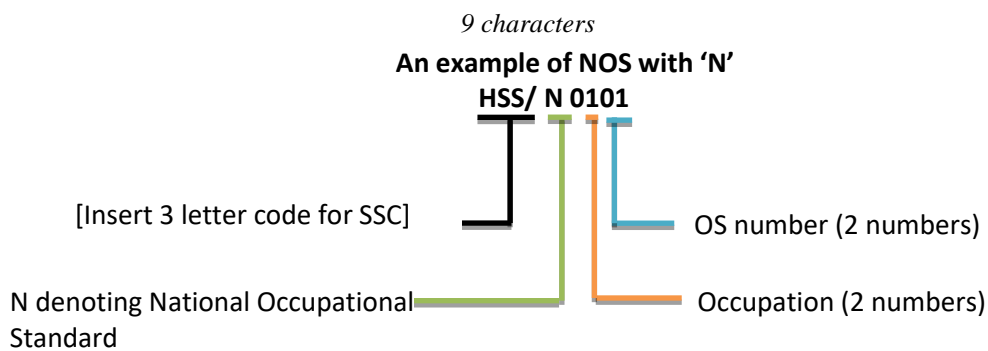 9 characters
An example of NOS with ‘N’
HSS/ N 0101
[Insert 3 letter code for SSC]
OS number (2 numbers)
N denoting National Occupational
Standard
Occupation (2 numbers)